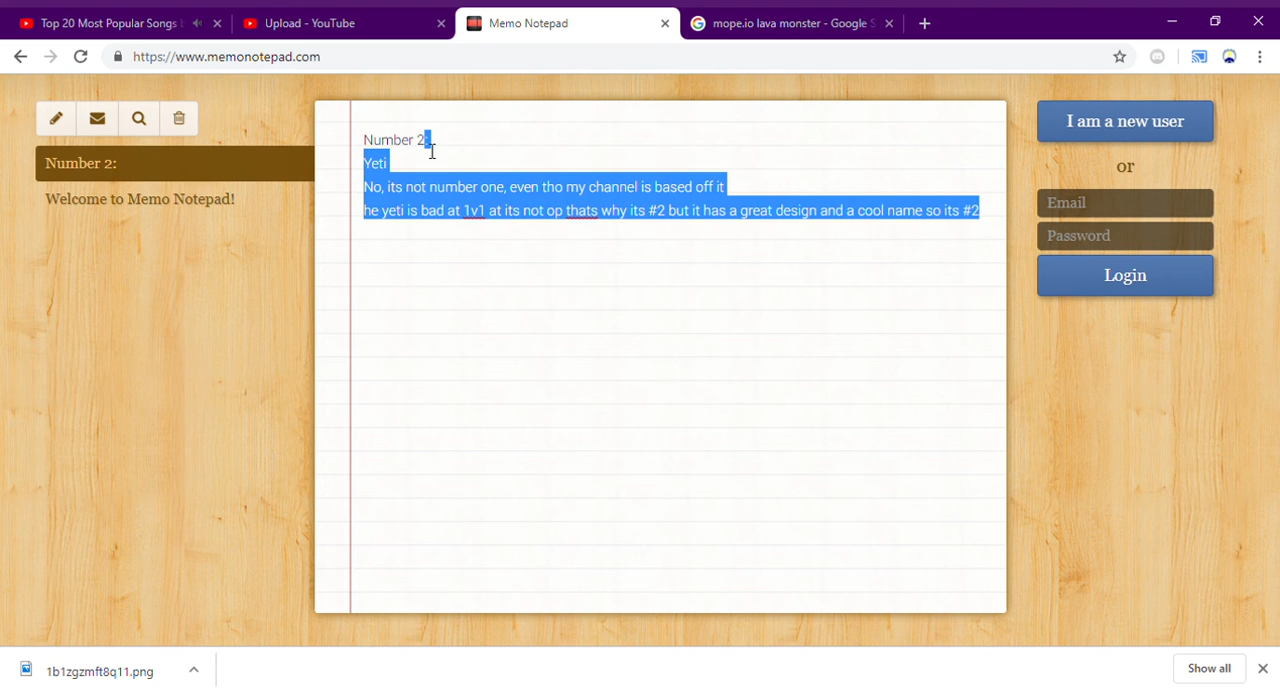 Top 20 Most Popular Songs
Upload - YouTube
Memo Notepad
mope.io lava monster - Google S
https://www.memonotepad.com
Number 2:
Welcome to Memo Notepad!
Number 2:
Yeti
No, its not number one, even tho my channel is based off it
he yeti is bad at 1v1 at its not op thats why its #2 but it has a great design and a cool name so its #2
I am a new user
or
Email
Password
Login
1b1zgzmft8q11.png
Show all